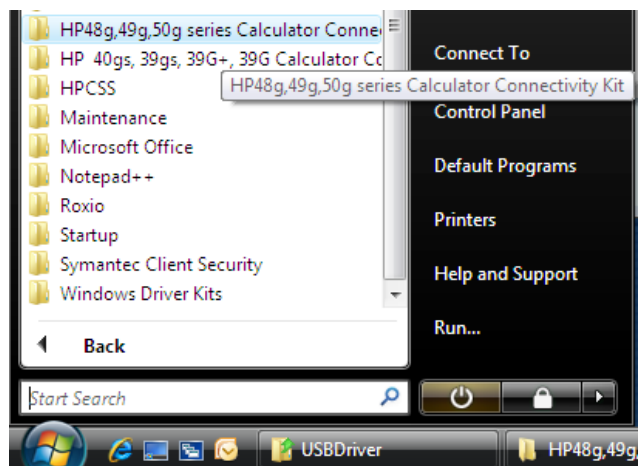 HP48g,49g,50g series Calculator Conne
HP 40gs, 39gs, 39G+, 39G Calculator Cc
HP48g,49g,50g series Calculator Connectivity Kit
HPCSS
Maintenance
Microsoft Office
Notepad++
Roxio
Startup
Symantec Client Security
Windows Driver Kits
Back
Start Search
Connect To
Control Panel
Default Programs
Printers
Help and Support
Run...
USBDriver
HP48g,49g,